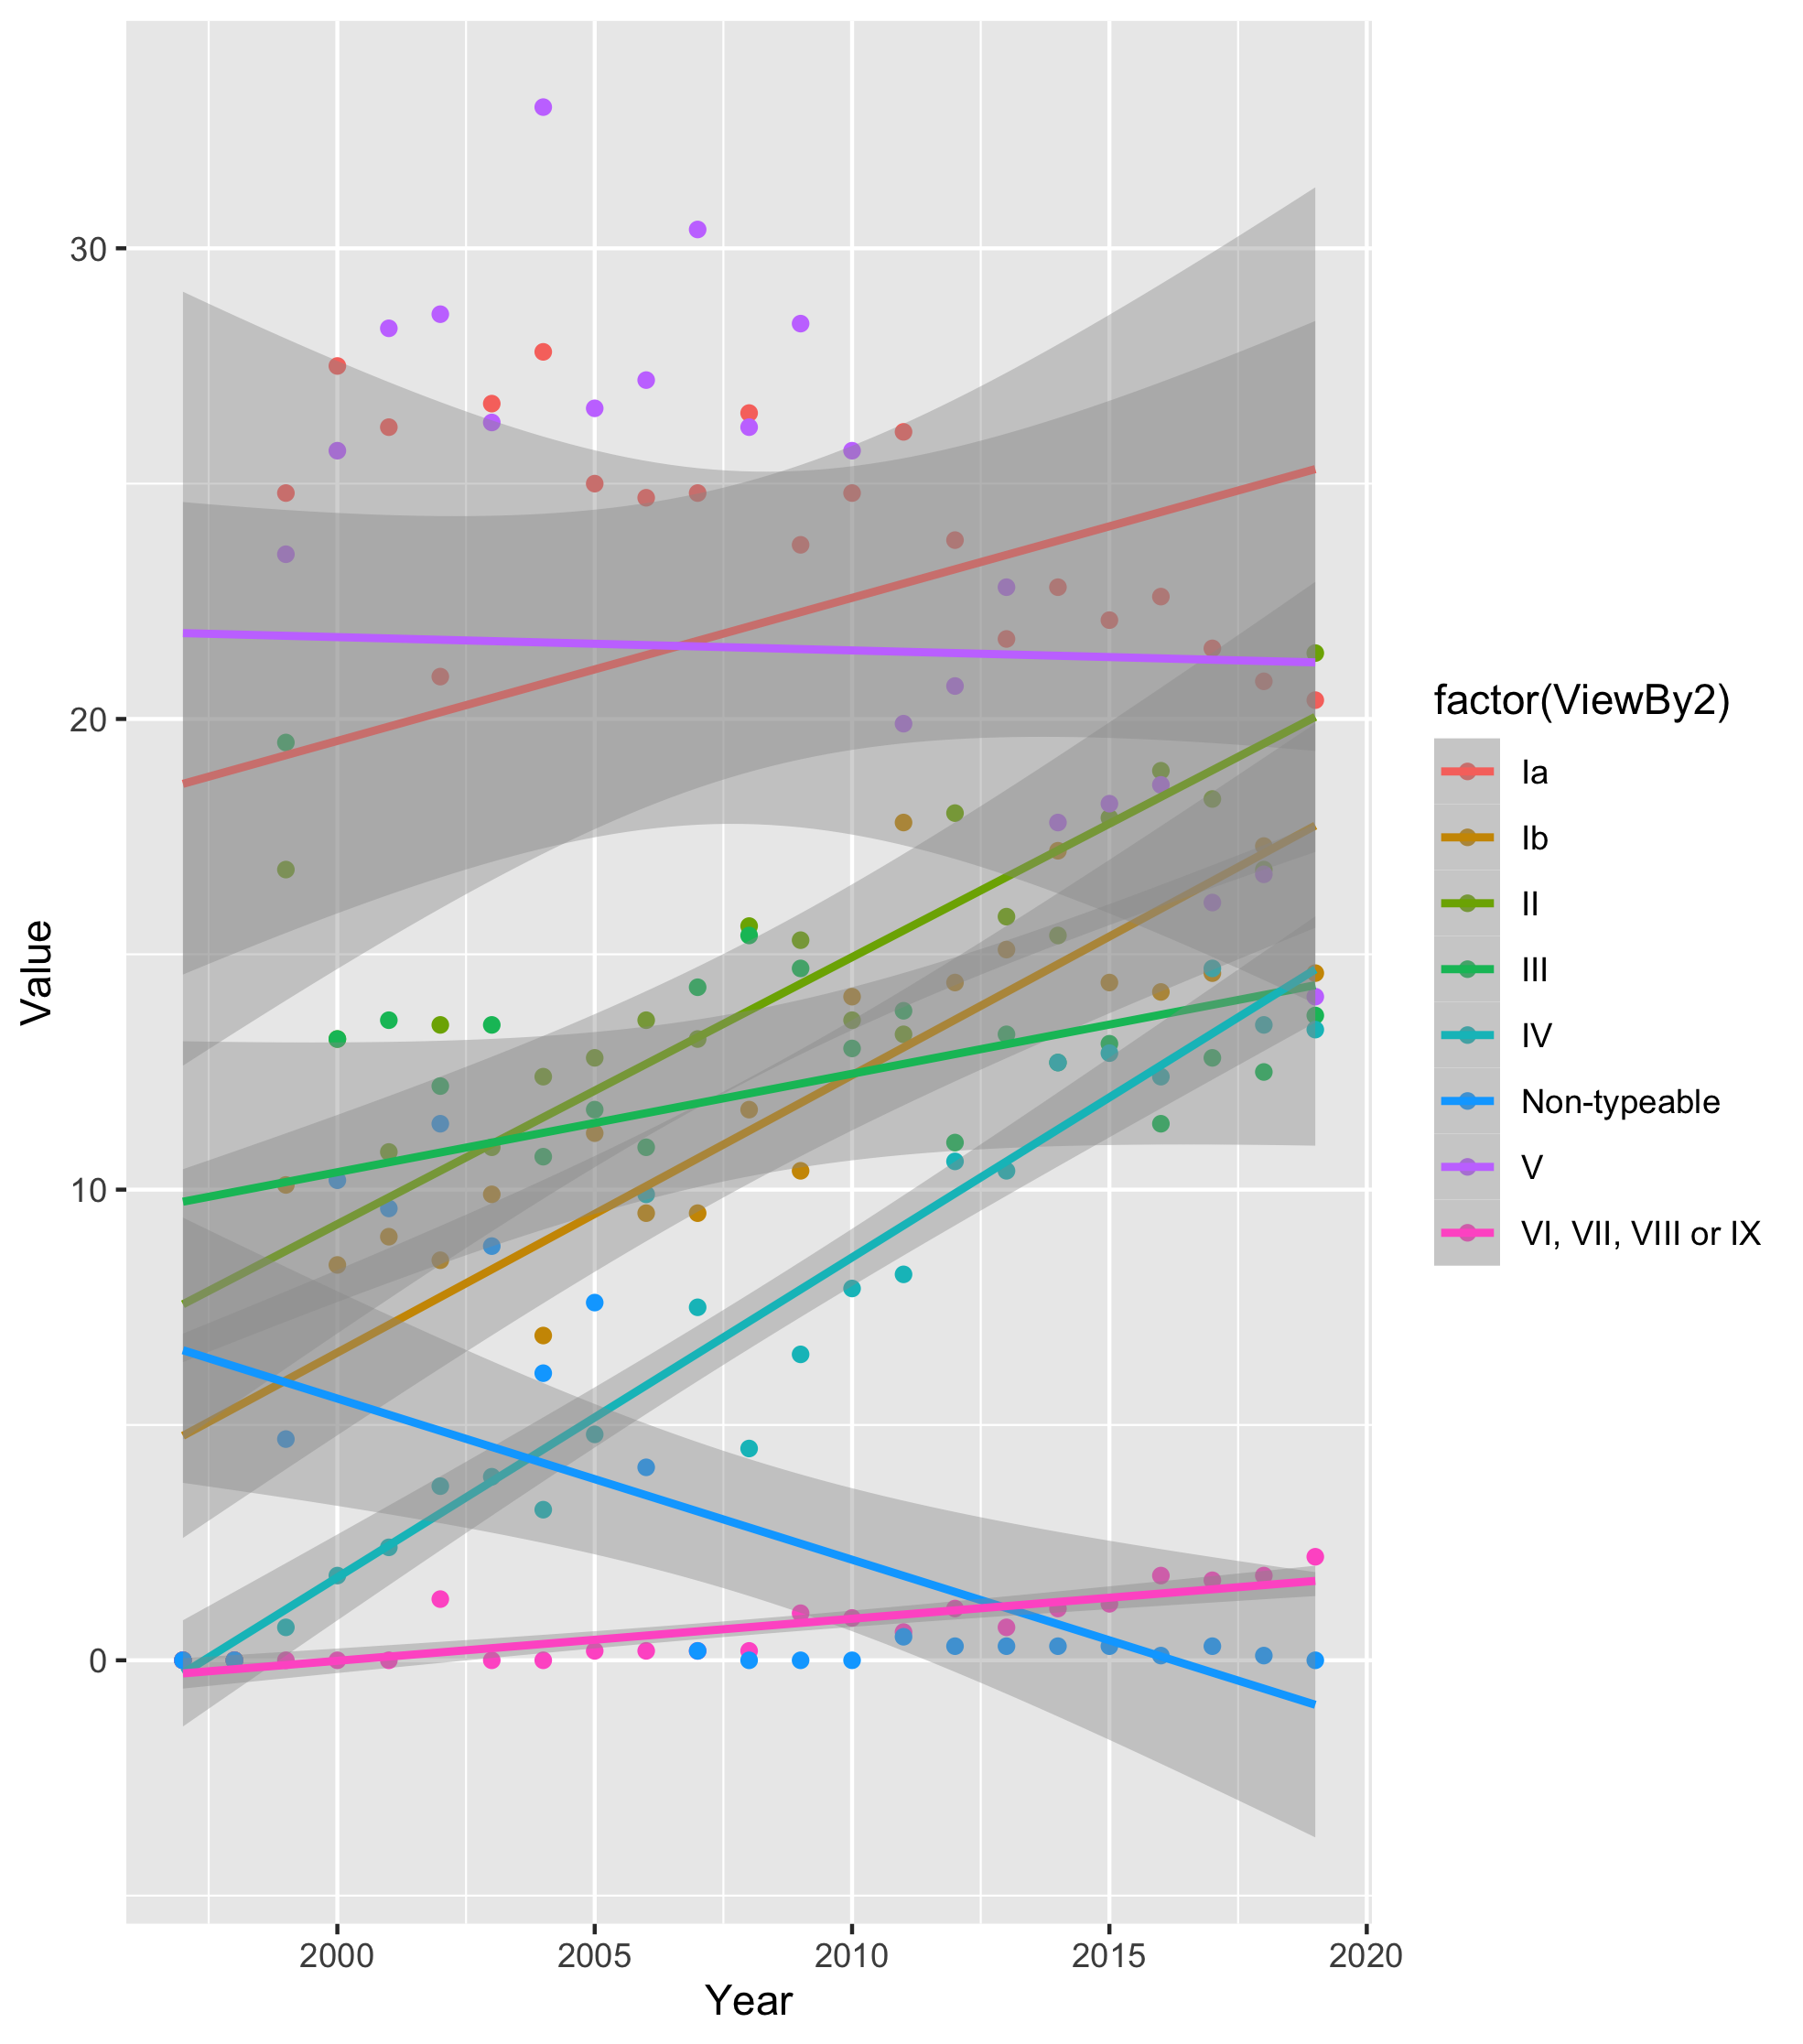 30
20
10
0
Value
2000 2005 2010 2015 2020
Year
factor(ViewBy2)
Ia
Ib
II
III
IV
Non-typeable
V
VI, VII, VIII or IX